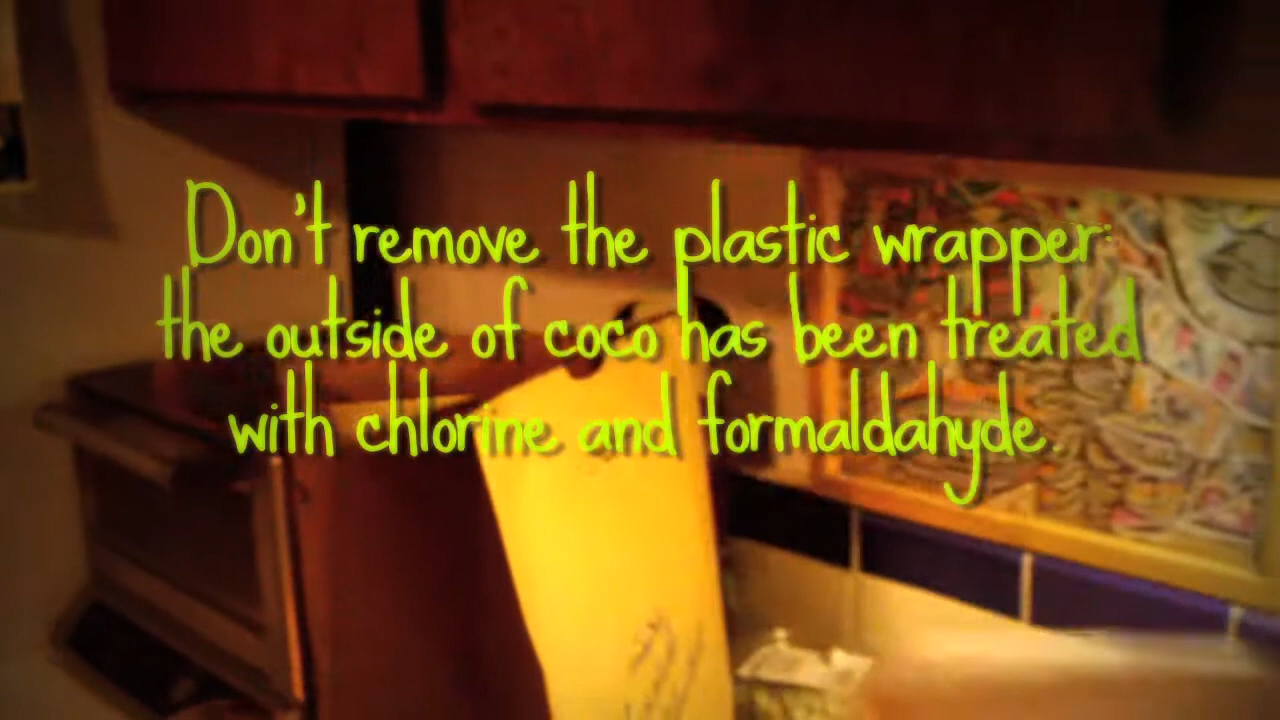 Don't remove the plastic wrapper:
the outside of coco has been treated
with chlorine and formaldahyde.